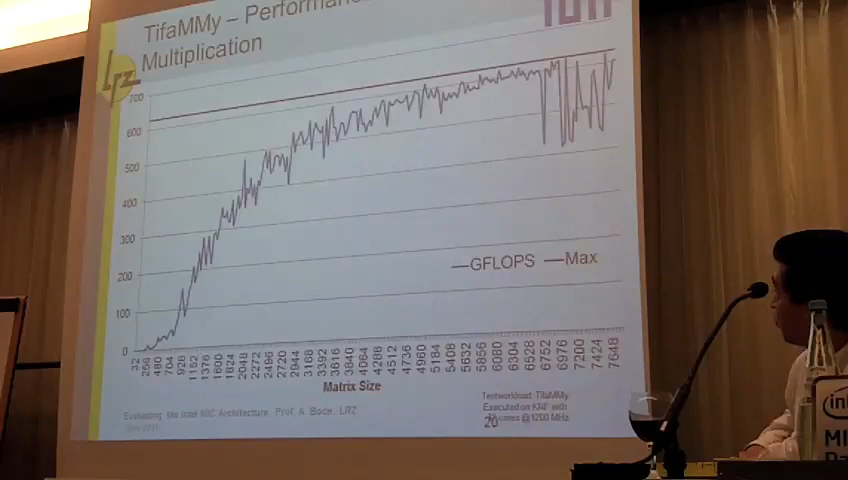 TifaMMy – Performance
Multiplication
lrz
TUM
700
600
500
400
300
200
100
0
GFLOPS Max
32 256 480 704 928 1152 1376 1600 1824 2048 2272 2496 2720 2944 3168 3392 3616 3840 4064 4288 4512 4736 4960 5184 5408 5632 5856 6080 6304 6528 6752 6976 7200 7424 7648
Matrix Size
Evaluating the Intel MIC Architecture, Prof. A. Bode, LRZ
20
Testworkload: TifaMMy
Executed on KNF with
cores @1200 MHz